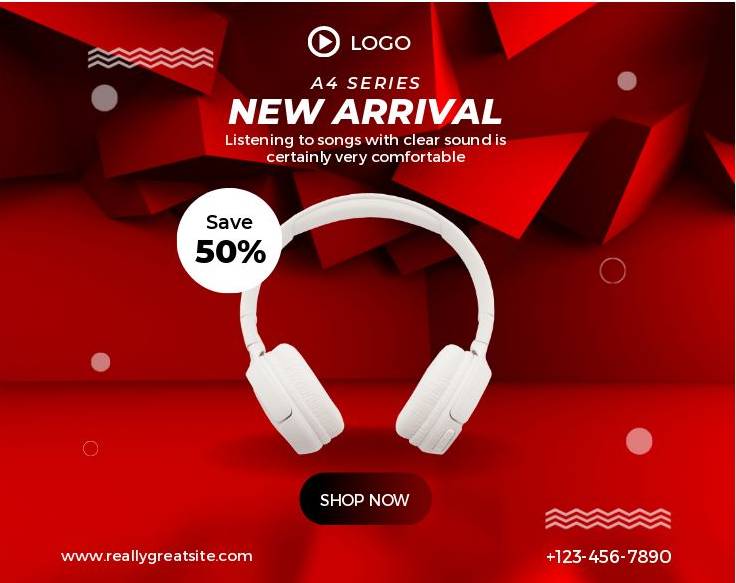 LOGO
A4 SERIES
NEW ARRIVAL
Listening to songs with clear sound is
certainly very comfortable
Save
50%
SHOP NOW
www.reallygreatsite.com
+123-456-7890